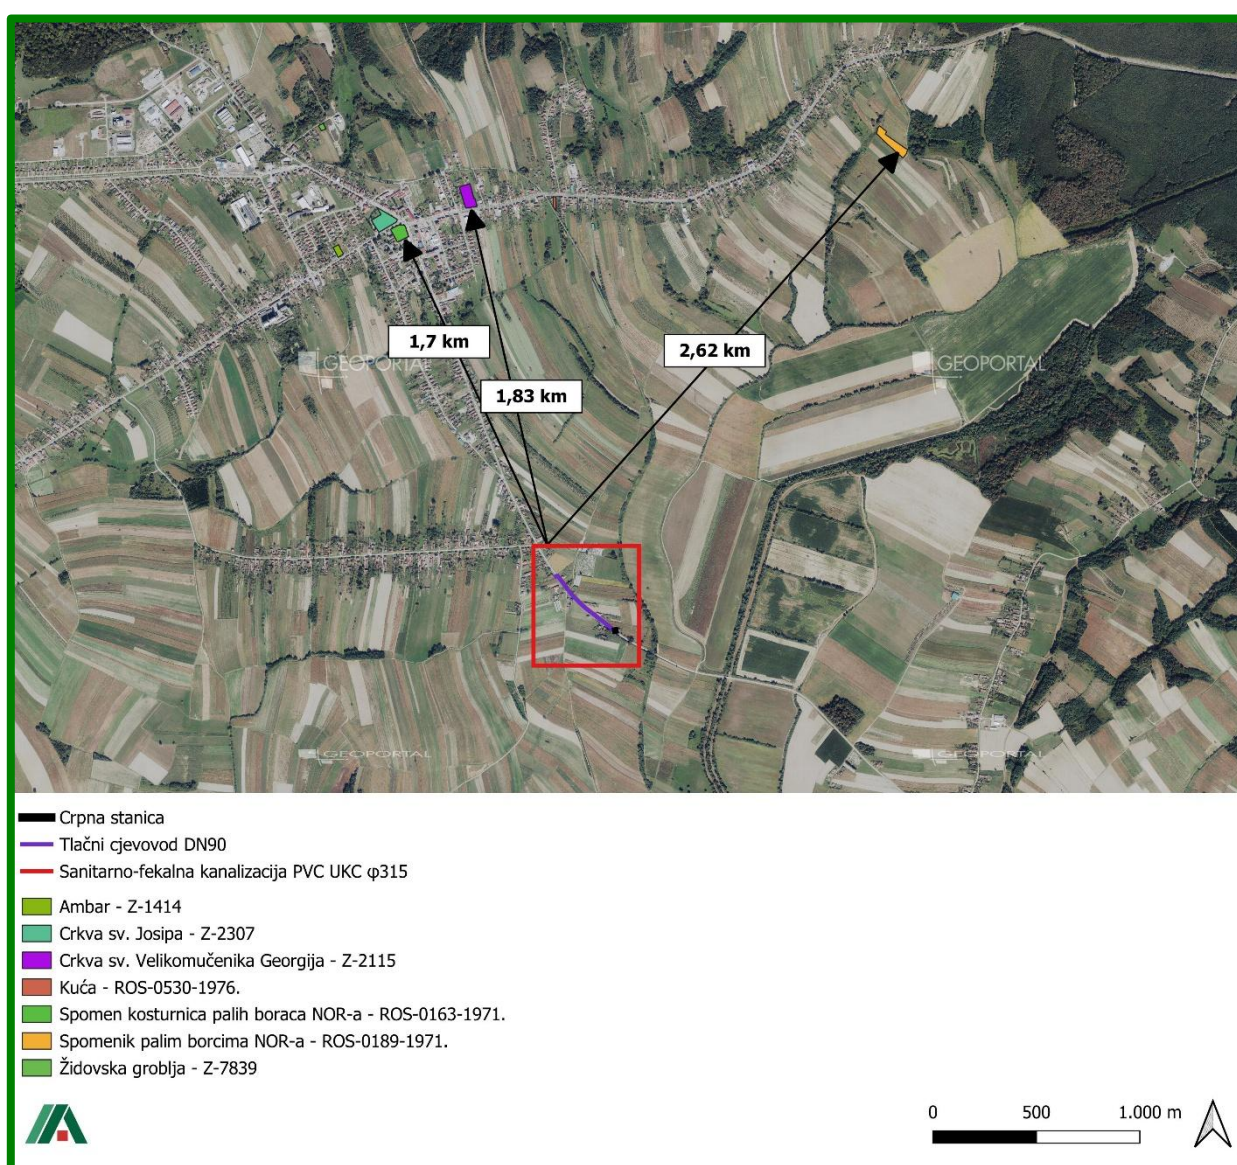 1,7 km
1,83 km
2,62 km
GEOPORTAL
GEOPORTAL
GEOPORTAL
GEOPORTAL
Crpna stanica
Tlačni cjevovod DN90
Sanitarno-fekalna kanalizacija PVC UKC φ315
Ambar - Z-1414
Crkva sv. Josipa - Z-2307
Crkva sv. Velikomučenika Georgija - Z-2115
Kuća - ROS-0530-1976.
Spomen kosturnica palih boraca NOR-a - ROS-0163-1971.
Spomenik palim borcima NOR-a - ROS-0189-1971.
Židovska groblja - Z-7839
0 500 1.000 m